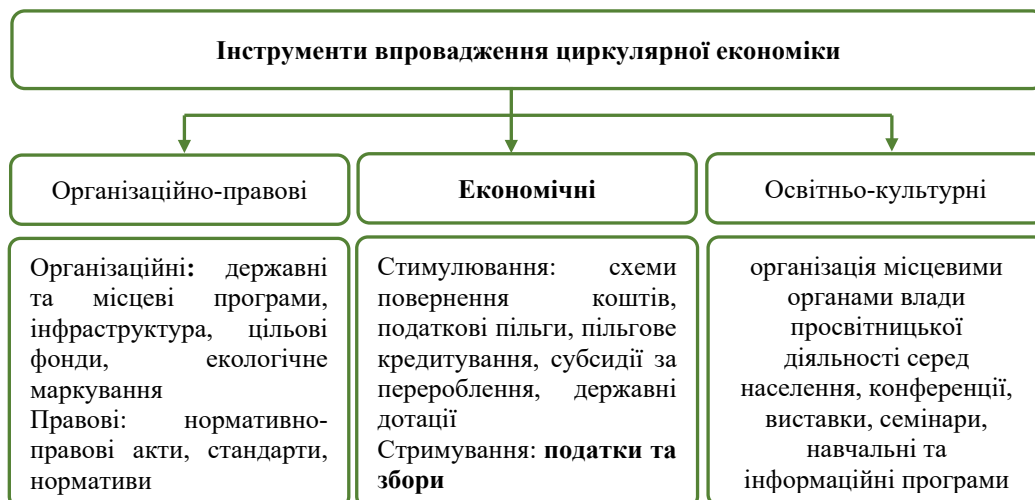 Інструменти впровадження циркулярної економіки
Організаційно-правові
Економічні
Освітньо-культурні
Організаційні: державні
та місцеві програми,
інфраструктура, цільові
фонди, екологічне
маркування
Правові: нормативно-
правові акти, стандарти,
нормативи
Стимулювання: схеми
повернення коштів,
податкові пільги, пільгове
кредитування, субсидії за
перероблення, державні
дотації
Стримування: податки та
збори
організація місцевими
органами влади
просвітницької
діяльності серед
населення, конференції,
виставки, семінари,
навчальні та
інформаційні програми